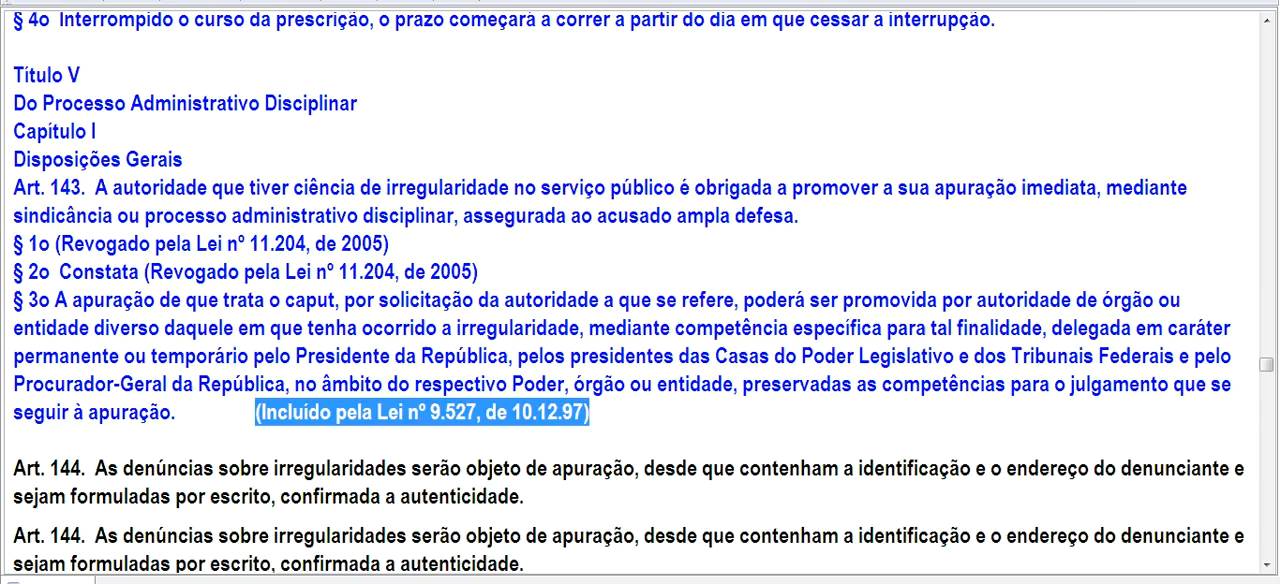 § 4o  Interrompido o curso da prescrição, o prazo começará a correr a partir do dia em que cessar a interrupção.
Título V
Do Processo Administrativo Disciplinar
Capítulo I
Disposições Gerais
Art. 143.  A autoridade que tiver ciência de irregularidade no serviço público é obrigada a promover a sua apuração imediata, mediante
sindicância ou processo administrativo disciplinar, assegurada ao acusado ampla defesa.
§ 1o (Revogado pela Lei nº 11.204, de 2005)
§ 2o  Constata (Revogado pela Lei nº 11.204, de 2005)
§ 3o A apuração de que trata o caput, por solicitação da autoridade a que se refere, poderá ser promovida por autoridade de órgão ou
entidade diverso daquele em que tenha ocorrido a irregularidade, mediante competência específica para tal finalidade, delegada em caráter
permanente ou temporário pelo Presidente da República, pelos presidentes das Casas do Poder Legislativo e dos Tribunais Federais e pelo
Procurador-Geral da República, no âmbito do respectivo Poder, órgão ou entidade, preservadas as competências para o julgamento que se
seguir à apuração. (Incluído pela Lei nº 9.527, de 10.12.97)
Art. 144.  As denúncias sobre irregularidades serão objeto de apuração, desde que contenham a identificação e o endereço do denunciante e
sejam formuladas por escrito, confirmada a autenticidade.
Art. 144.  As denúncias sobre irregularidades serão objeto de apuração, desde que contenham a identificação e o endereço do denunciante e
sejam formuladas por escrito, confirmada a autenticidade.